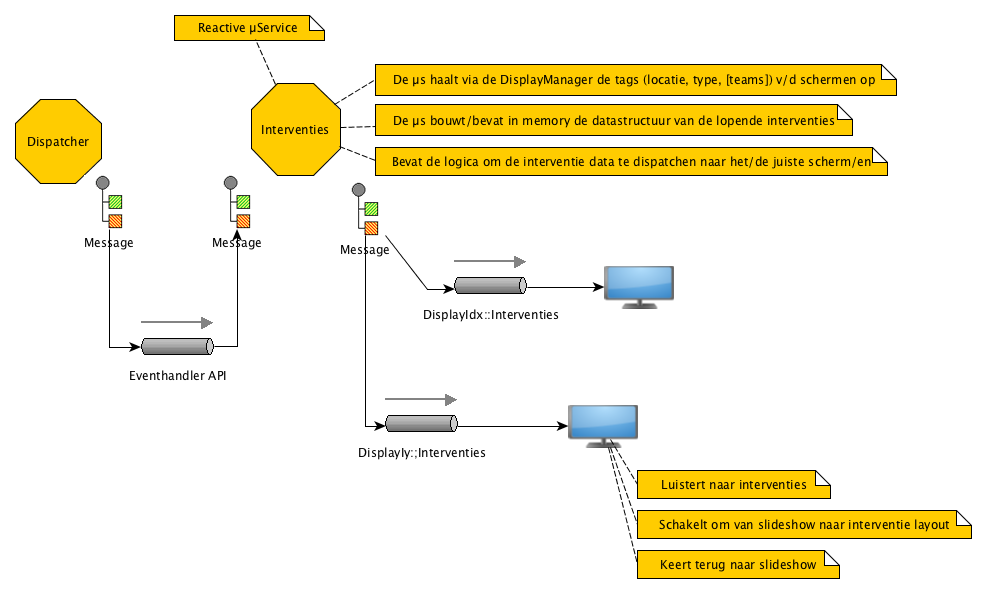 Reactive µService
De µs haalt via de DisplayManager de tags (locatie, type, [teams]) v/d schermen op
De µs bouwt/bevat in memory de datastructuur van de lopende interventies
Interventies
Dispatcher
Bevat de logica om de interventie data te dispatchen naar het/de juiste scherm/en
Message
Message
Message
DisplayIdx::Interventies
Eventhandler API
DisplayIy:;Interventies
Luistert naar interventies
Schakelt om van slideshow naar interventie layout
Keert terug naar slideshow